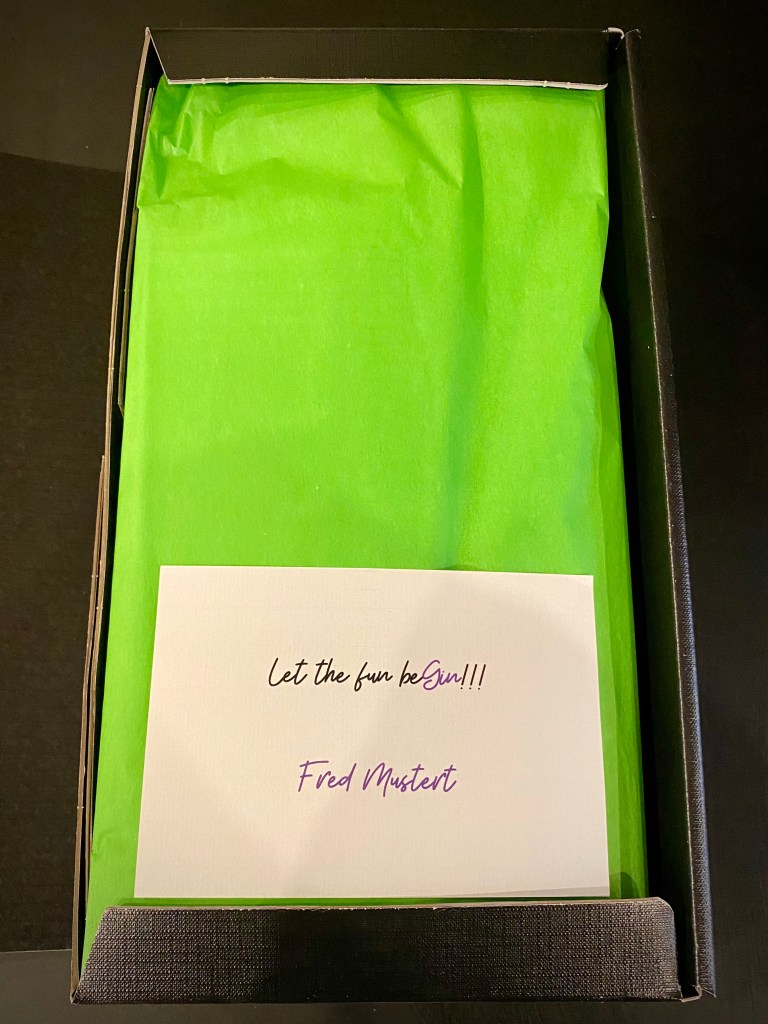 Let the fun beGin!!!
Fred Mustert